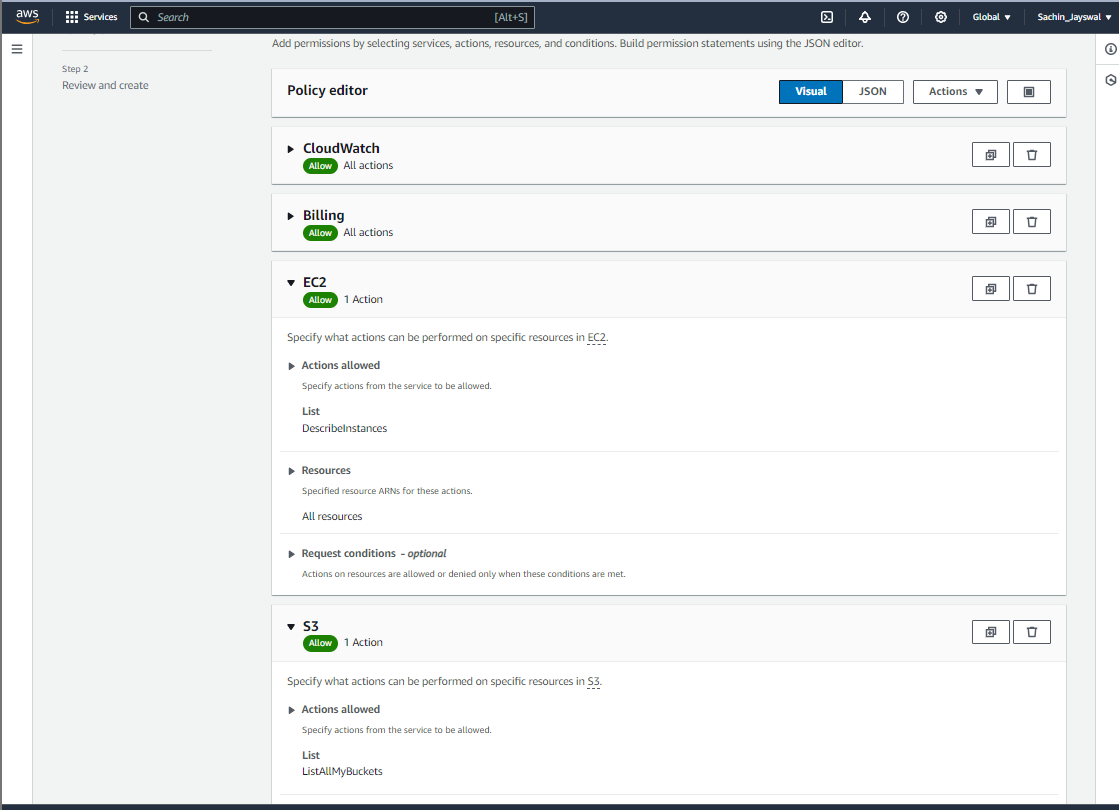 aws
Services
Search
[Alt+S]
Global
Sachin_Jayswal
Step 2
Review and create
Add permissions by selecting services, actions, resources, and conditions. Build permission statements using the JSON editor.
Policy editor
Visual
JSON
Actions
CloudWatch
Allow All actions
Billing
Allow All actions
EC2
Allow 1 Action
Specify what actions can be performed on specific resources in EC2.
Actions allowed
Specify actions from the service to be allowed.
List
DescribeInstances
Resources
Specified resource ARNs for these actions.
All resources
Request conditions - optional
Actions on resources are allowed or denied only when these conditions are met.
S3
Allow 1 Action
Specify what actions can be performed on specific resources in S3.
Actions allowed
Specify actions from the service to be allowed.
List
ListAllMyBuckets